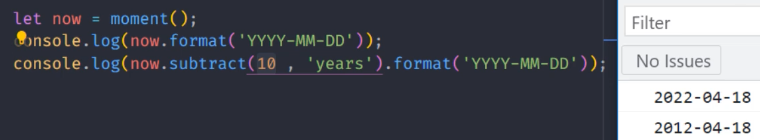 let now = moment();
console.log(now.format('YYYY-MM-DD'));
console.log(now.subtract(10 , 'years').format('YYYY-MM-DD'));
Filter
No Issues
2022-04-18
2012-04-18